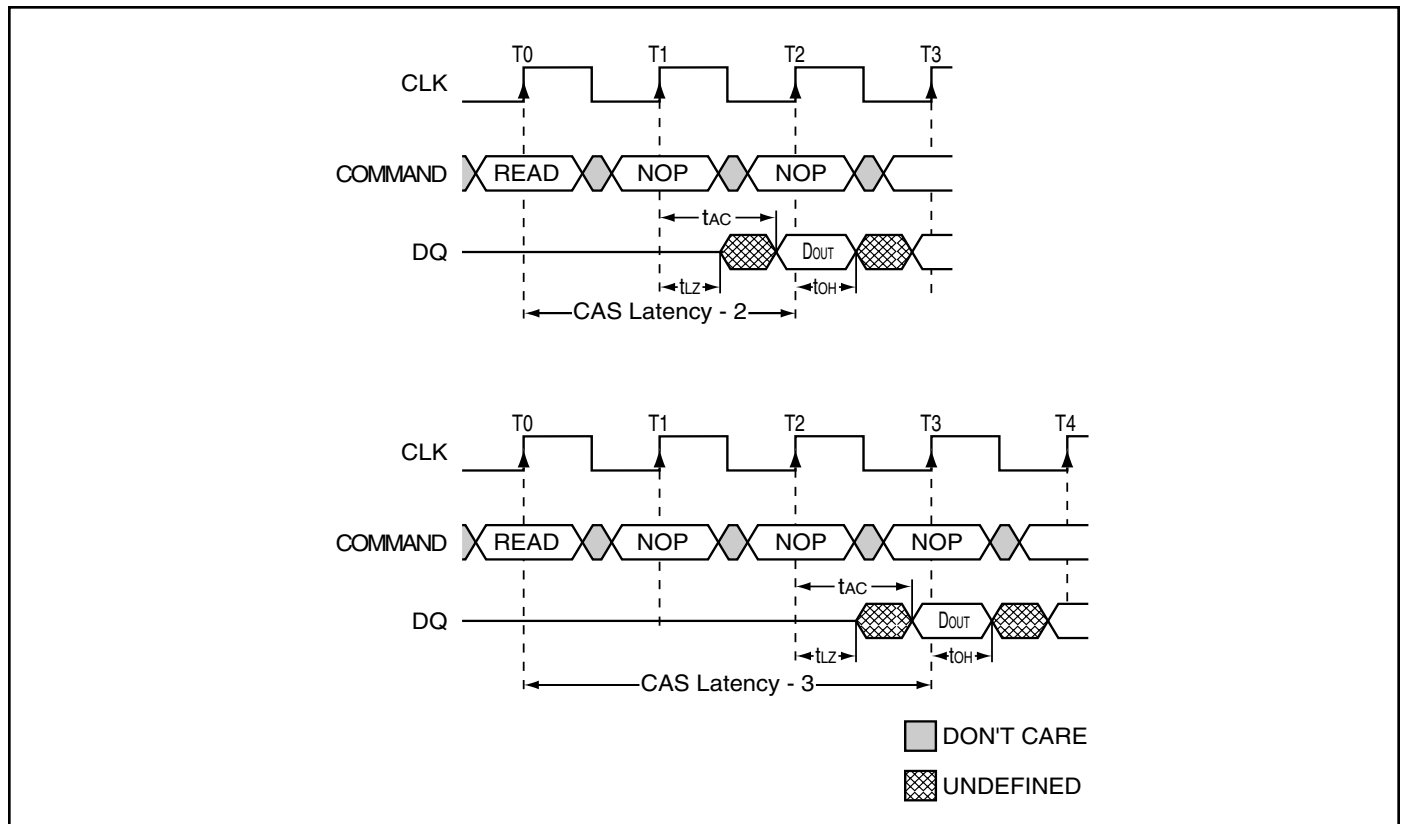 T0 T1 T2 T3
CLK
COMMAND READ NOP NOP
tAC
DQ DOUT
tLZ tOH
CAS Latency - 2
T0 T1 T2 T3 T4
CLK
COMMAND READ NOP NOP NOP
tAC
DQ DOUT
tLZ tOH
CAS Latency - 3
DON'T CARE
UNDEFINED